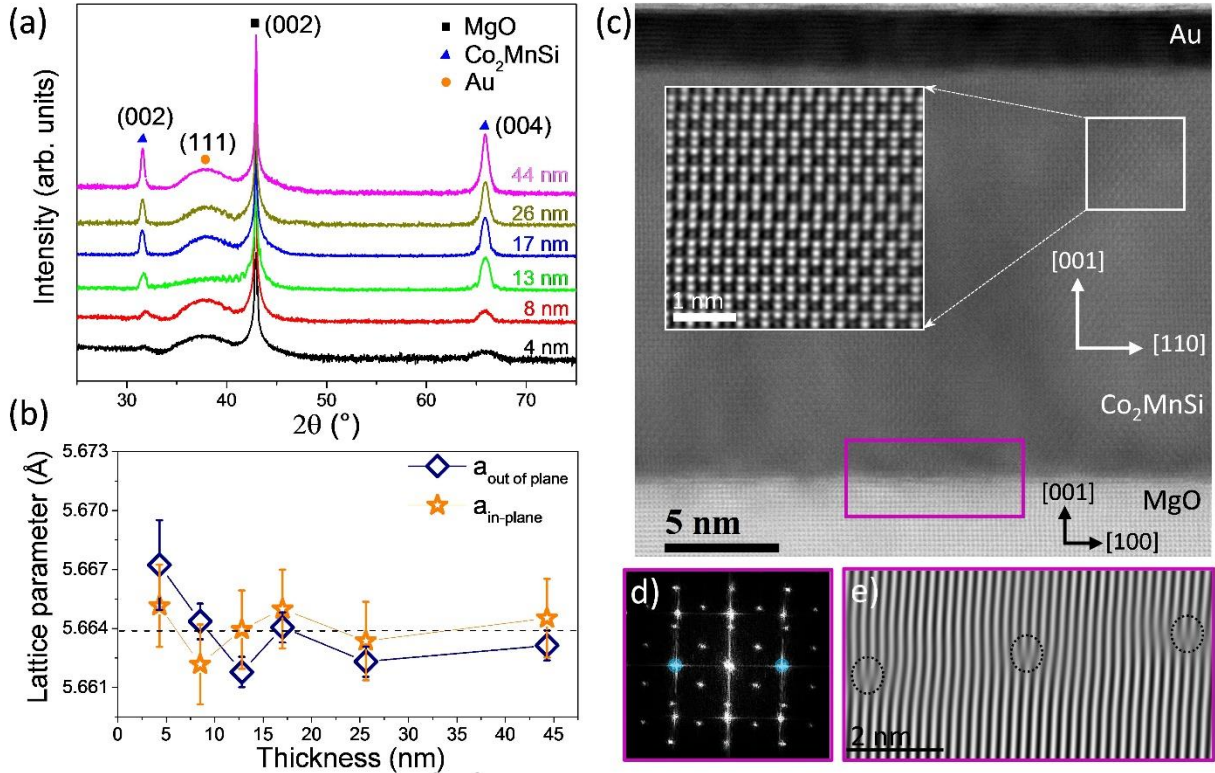 (a)
Intensity (arb. units)
(002)
(111)
(002)
(004)
MgO
Co₂MnSi
Au
44 nm
26 nm
17 nm
13 nm
8 nm
4 nm
30 40 50 60 70
2θ (°)
(b)
Lattice parameter (Å)
5.673
5.670
5.667
5.664
5.661
a out of plane
a in-plane
0 5 10 15 20 25 30 35 40 45
Thickness (nm)
(c)
Au
1 nm
[001]
[110]
Co₂MnSi
MgO
[001]
[100]
5 nm
d)
e)
2 nm